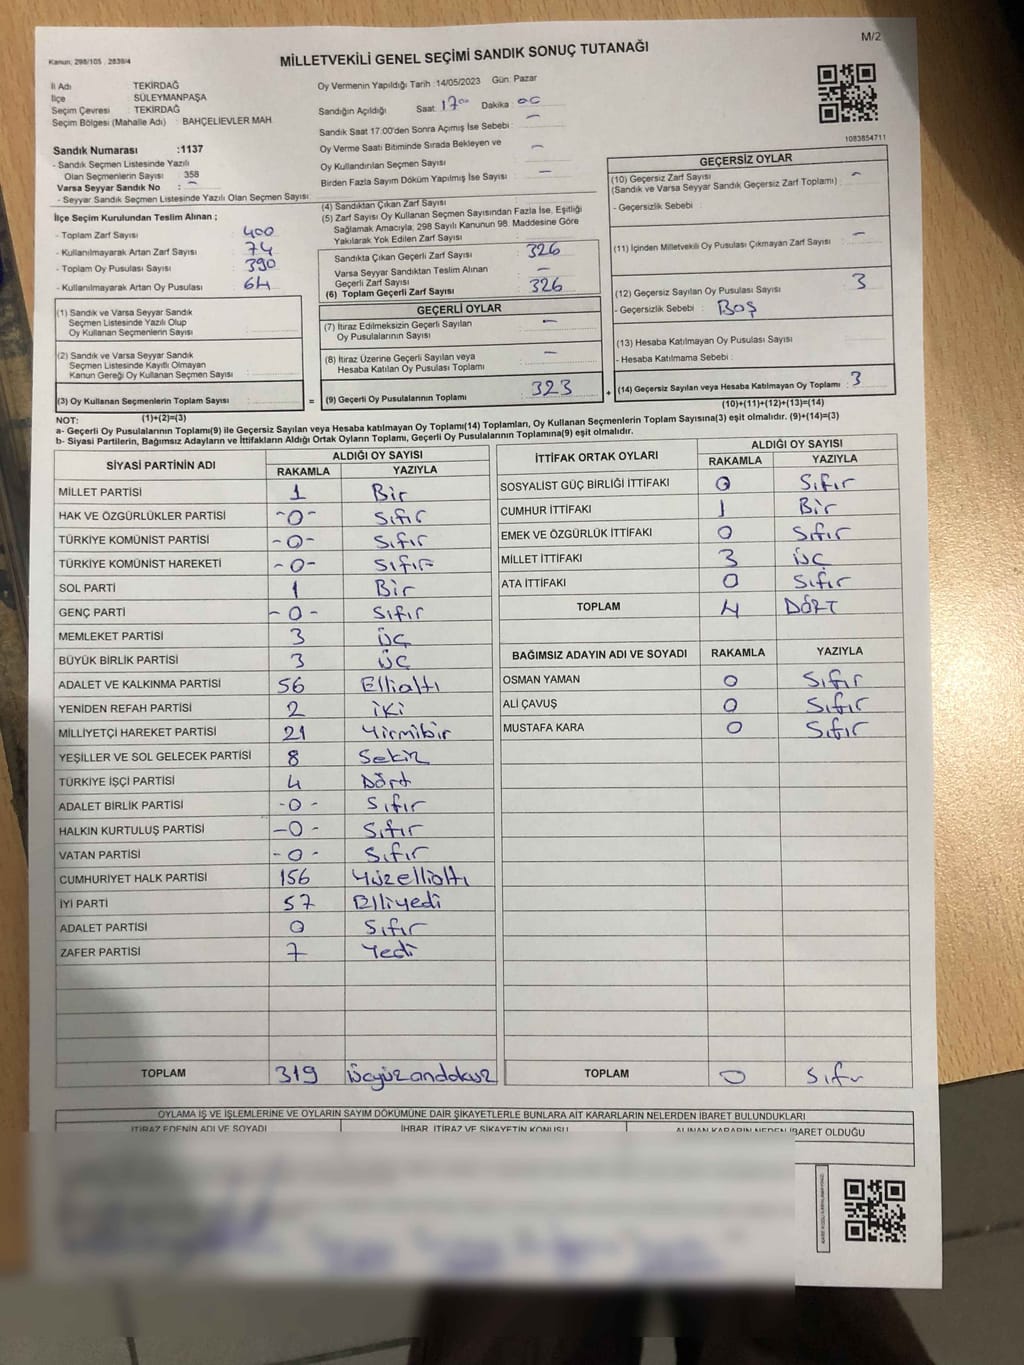 M/2
Kanun; 298/105 , 2839/4
MİLLETVEKİLİ GENEL SEÇİMİ SANDIK SONUÇ TUTANAĞI
İl Adı : TEKİRDAĞ
İlçe : SÜLEYMANPAŞA
Seçim Çevresi : TEKİRDAĞ
Seçim Bölgesi (Mahalle Adı) : BAHÇELİEVLER MAH
Sandık Numarası :1137
- Sandık Seçmen Listesinde Yazılı
Olan Seçmenlerin Sayısı : 358
Varsa Seyyar Sandık No : –
- Seyyar Sandık Seçmen Listesinde Yazılı Olan Seçmen Sayısı:
İlçe Seçim Kurulundan Teslim Alınan ;
- Toplam Zarf Sayısı : 400
- Kullanılmayarak Artan Zarf Sayısı : 74
- Toplam Oy Pusulası Sayısı : 390
- Kullanılmayarak Artan Oy Pusulası : 64
(1) Sandık ve Varsa Seyyar Sandık
Seçmen Listesinde Yazılı Olup
Oy Kullanan Seçmenlerin Sayısı :
(2) Sandık ve Varsa Seyyar Sandık
Seçmen Listesinde Kayıtlı Olmayan
Kanun Gereği Oy Kullanan Seçmen Sayısı :
(3) Oy Kullanan Seçmenlerin Toplam Sayısı :
(1)+(2)=(3)
Oy Vermenin Yapıldığı Tarih :14/05/2023 Gün: Pazar
Sandığın Açıldığı Saat: 17 00 Dakika : 00
Sandık Saat 17:00'den Sonra Açımış İse Sebebi : –
Oy Verme Saati Bitiminde Sırada Bekleyen ve
Oy Kullandırılan Seçmen Sayısı : –
Birden Fazla Sayım Döküm Yapılmış İse Sayısı : –
(4) Sandıktan Çıkan Zarf Sayısı :
(5) Zarf Sayısı Oy Kullanan Seçmen Sayısından Fazla İse, Eşitliği
Sağlamak Amacıyla; 298 Sayılı Kanunun 98. Maddesine Göre
Yakılarak Yok Edilen Zarf Sayısı :
Sandıkta Çıkan Geçerli Zarf Sayısı : 326
Varsa Seyyar Sandıktan Teslim Alınan
Geçerli Zarf Sayısı : –
(6) Toplam Geçerli Zarf Sayısı : 326
GEÇERLİ OYLAR
(7) İtiraz Edilmeksizin Geçerli Sayılan
Oy Pusulalarının Sayısı : –
(8) İtiraz Üzerine Geçerli Sayılan veya
Hesaba Katılan Oy Pusulası Toplamı : –
= (9) Geçerli Oy Pusulalarının Toplamı : 323
1083854711
GEÇERSİZ OYLAR
(10) Geçersiz Zarf Sayısı
(Sandık ve Varsa Seyyar Sandık Geçersiz Zarf Toplamı) : –
- Geçersizlik Sebebi :
(11) İçinden Milletvekili Oy Pusulası Çıkmayan Zarf Sayısı : –
(12) Geçersiz Sayılan Oy Pusulası Sayısı : 3
- Geçersizlik Sebebi : Boş
(13) Hesaba Katılmayan Oy Pusulası Sayısı :
- Hesaba Katılmama Sebebi :
+ (14) Geçersiz Sayılan veya Hesaba Katılmayan Oy Toplamı : 3
(10)+(11)+(12)+(13)=(14)
NOT:
a- Geçerli Oy Pusulalarının Toplamı(9) ile Geçersiz Sayılan veya Hesaba katılmayan Oy Toplamı(14) Toplamları, Oy Kullanan Seçmenlerin Toplam Sayısına(3) eşit olmalıdır. (9)+(14)=(3)
b- Siyasi Partilerin, Bağımsız Adayların ve İttifakların Aldığı Ortak Oyların Toplamı, Geçerli Oy Pusulalarının Toplamına(9) eşit olmalıdır.
SİYASİ PARTİNİN ADI ALDIĞI OY SAYISI
RAKAMLA YAZIYLA
MİLLET PARTİSİ 1 Bir
HAK VE ÖZGÜRLÜKLER PARTİSİ -0- Sıfır
TÜRKİYE KOMÜNİST PARTİSİ -0- Sıfır
TÜRKİYE KOMÜNİST HAREKETİ -0- Sıfır
SOL PARTİ 1 Bir
GENÇ PARTİ -0- Sıfır
MEMLEKET PARTİSİ 3 üç
BÜYÜK BİRLİK PARTİSİ 3 üç
ADALET VE KALKINMA PARTİSİ 56 Ellialtı
YENİDEN REFAH PARTİSİ 2 iki
MİLLİYETÇİ HAREKET PARTİSİ 21 Yirmibir
YEŞİLLER VE SOL GELECEK PARTİSİ 8 Sekiz
TÜRKİYE İŞÇİ PARTİSİ 4 Dört
ADALET BİRLİK PARTİSİ -0- Sıfır
HALKIN KURTULUŞ PARTİSİ -0- Sıfır
VATAN PARTİSİ -0- Sıfır
CUMHURİYET HALK PARTİSİ 156 Yüzellialtı
İYİ PARTİ 57 Elliyedi
ADALET PARTİSİ 0 Sıfır
ZAFER PARTİSİ 7 Yedi
TOPLAM 319 üçyüzondokuz
İTTİFAK ORTAK OYLARI ALDIĞI OY SAYISI
RAKAMLA YAZIYLA
SOSYALİST GÜÇ BİRLİĞİ İTTİFAKI 0 Sıfır
CUMHUR İTTİFAKI 1 Bir
EMEK VE ÖZGÜRLÜK İTTİFAKI 0 Sıfır
MİLLET İTTİFAKI 3 üç
ATA İTTİFAKI 0 Sıfır
TOPLAM 4 DÖRT
BAĞIMSIZ ADAYIN ADI VE SOYADI RAKAMLA YAZIYLA
OSMAN YAMAN 0 Sıfır
ALİ ÇAVUŞ 0 Sıfır
MUSTAFA KARA 0 Sıfır
TOPLAM 0 Sıfır
OYLAMA İŞ VE İŞLEMLERİNE VE OYLARIN SAYIM DÖKÜMÜNE DAİR ŞİKAYETLERLE BUNLARA AİT KARARLARIN NELERDEN İBARET BULUNDUKLARI
İTİRAZ EDENİN ADI VE SOYADI İHBAR, İTİRAZ VE ŞİKAYETİN KONUSU ALINAN KARARIN NEDEN İBARET OLDUĞU